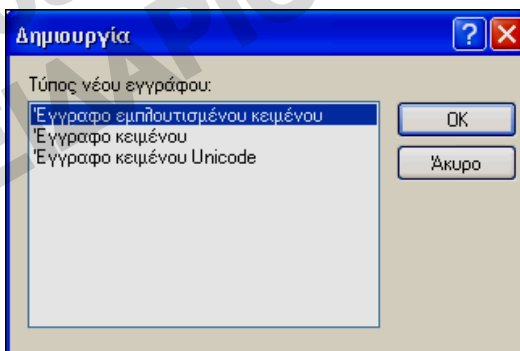 Δημιουργία
Τύπος νέου εγγράφου:
Έγγραφο εμπλουτισμένου κειμένου
Έγγραφο κειμένου
Έγγραφο κειμένου Unicode
OK
Άκυρο